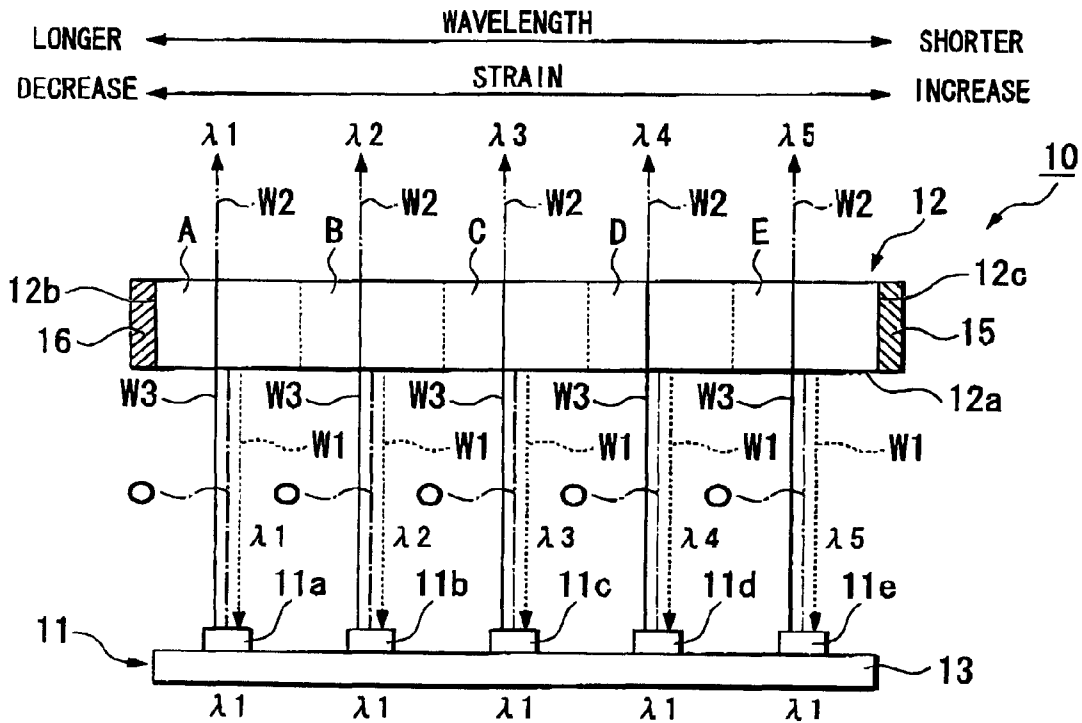 WAVELENGTH
LONGER SHORTER
STRAIN
DECREASE INCREASE
λ1 λ2 λ3 λ4 λ5
10
W2 W2 W2 W2 W2
12
A B C D E
12b 12c
16 15
W3 W3 W3 W3 W3 12a
W1 W1 W1 W1 W1
O O O O O
λ1 λ2 λ3 λ4 λ5
11a 11b 11c 11d 11e
11
13
λ1 λ1 λ1 λ1 λ1